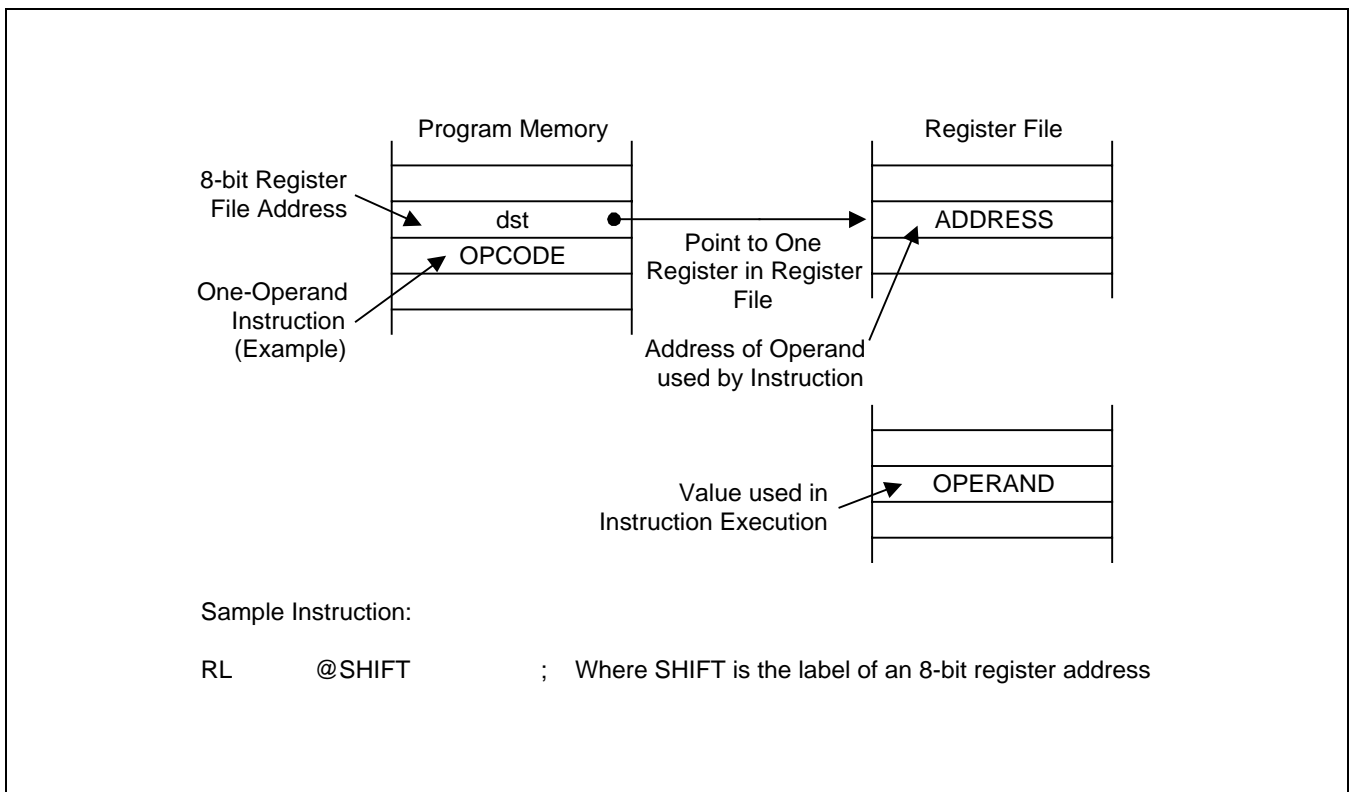 Program Memory
Register File
8-bit Register
File Address
dst
ADDRESS
OPCODE
Point to One
Register in Register
File
One-Operand
Instruction
(Example)
Address of Operand
used by Instruction
OPERAND
Value used in
Instruction Execution
Sample Instruction:
RL @SHIFT ; Where SHIFT is the label of an 8-bit register address